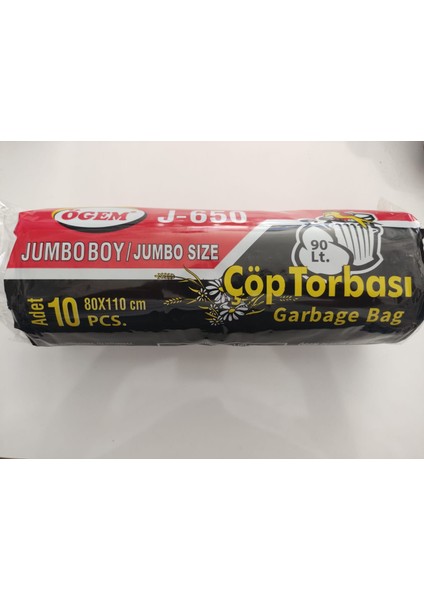 ÖGEM
J-650
JUMBO BOY / JUMBO SIZE
90
Lt.
Çöp Torbası
Garbage Bag
Adet
10
80X110 cm
PCS.